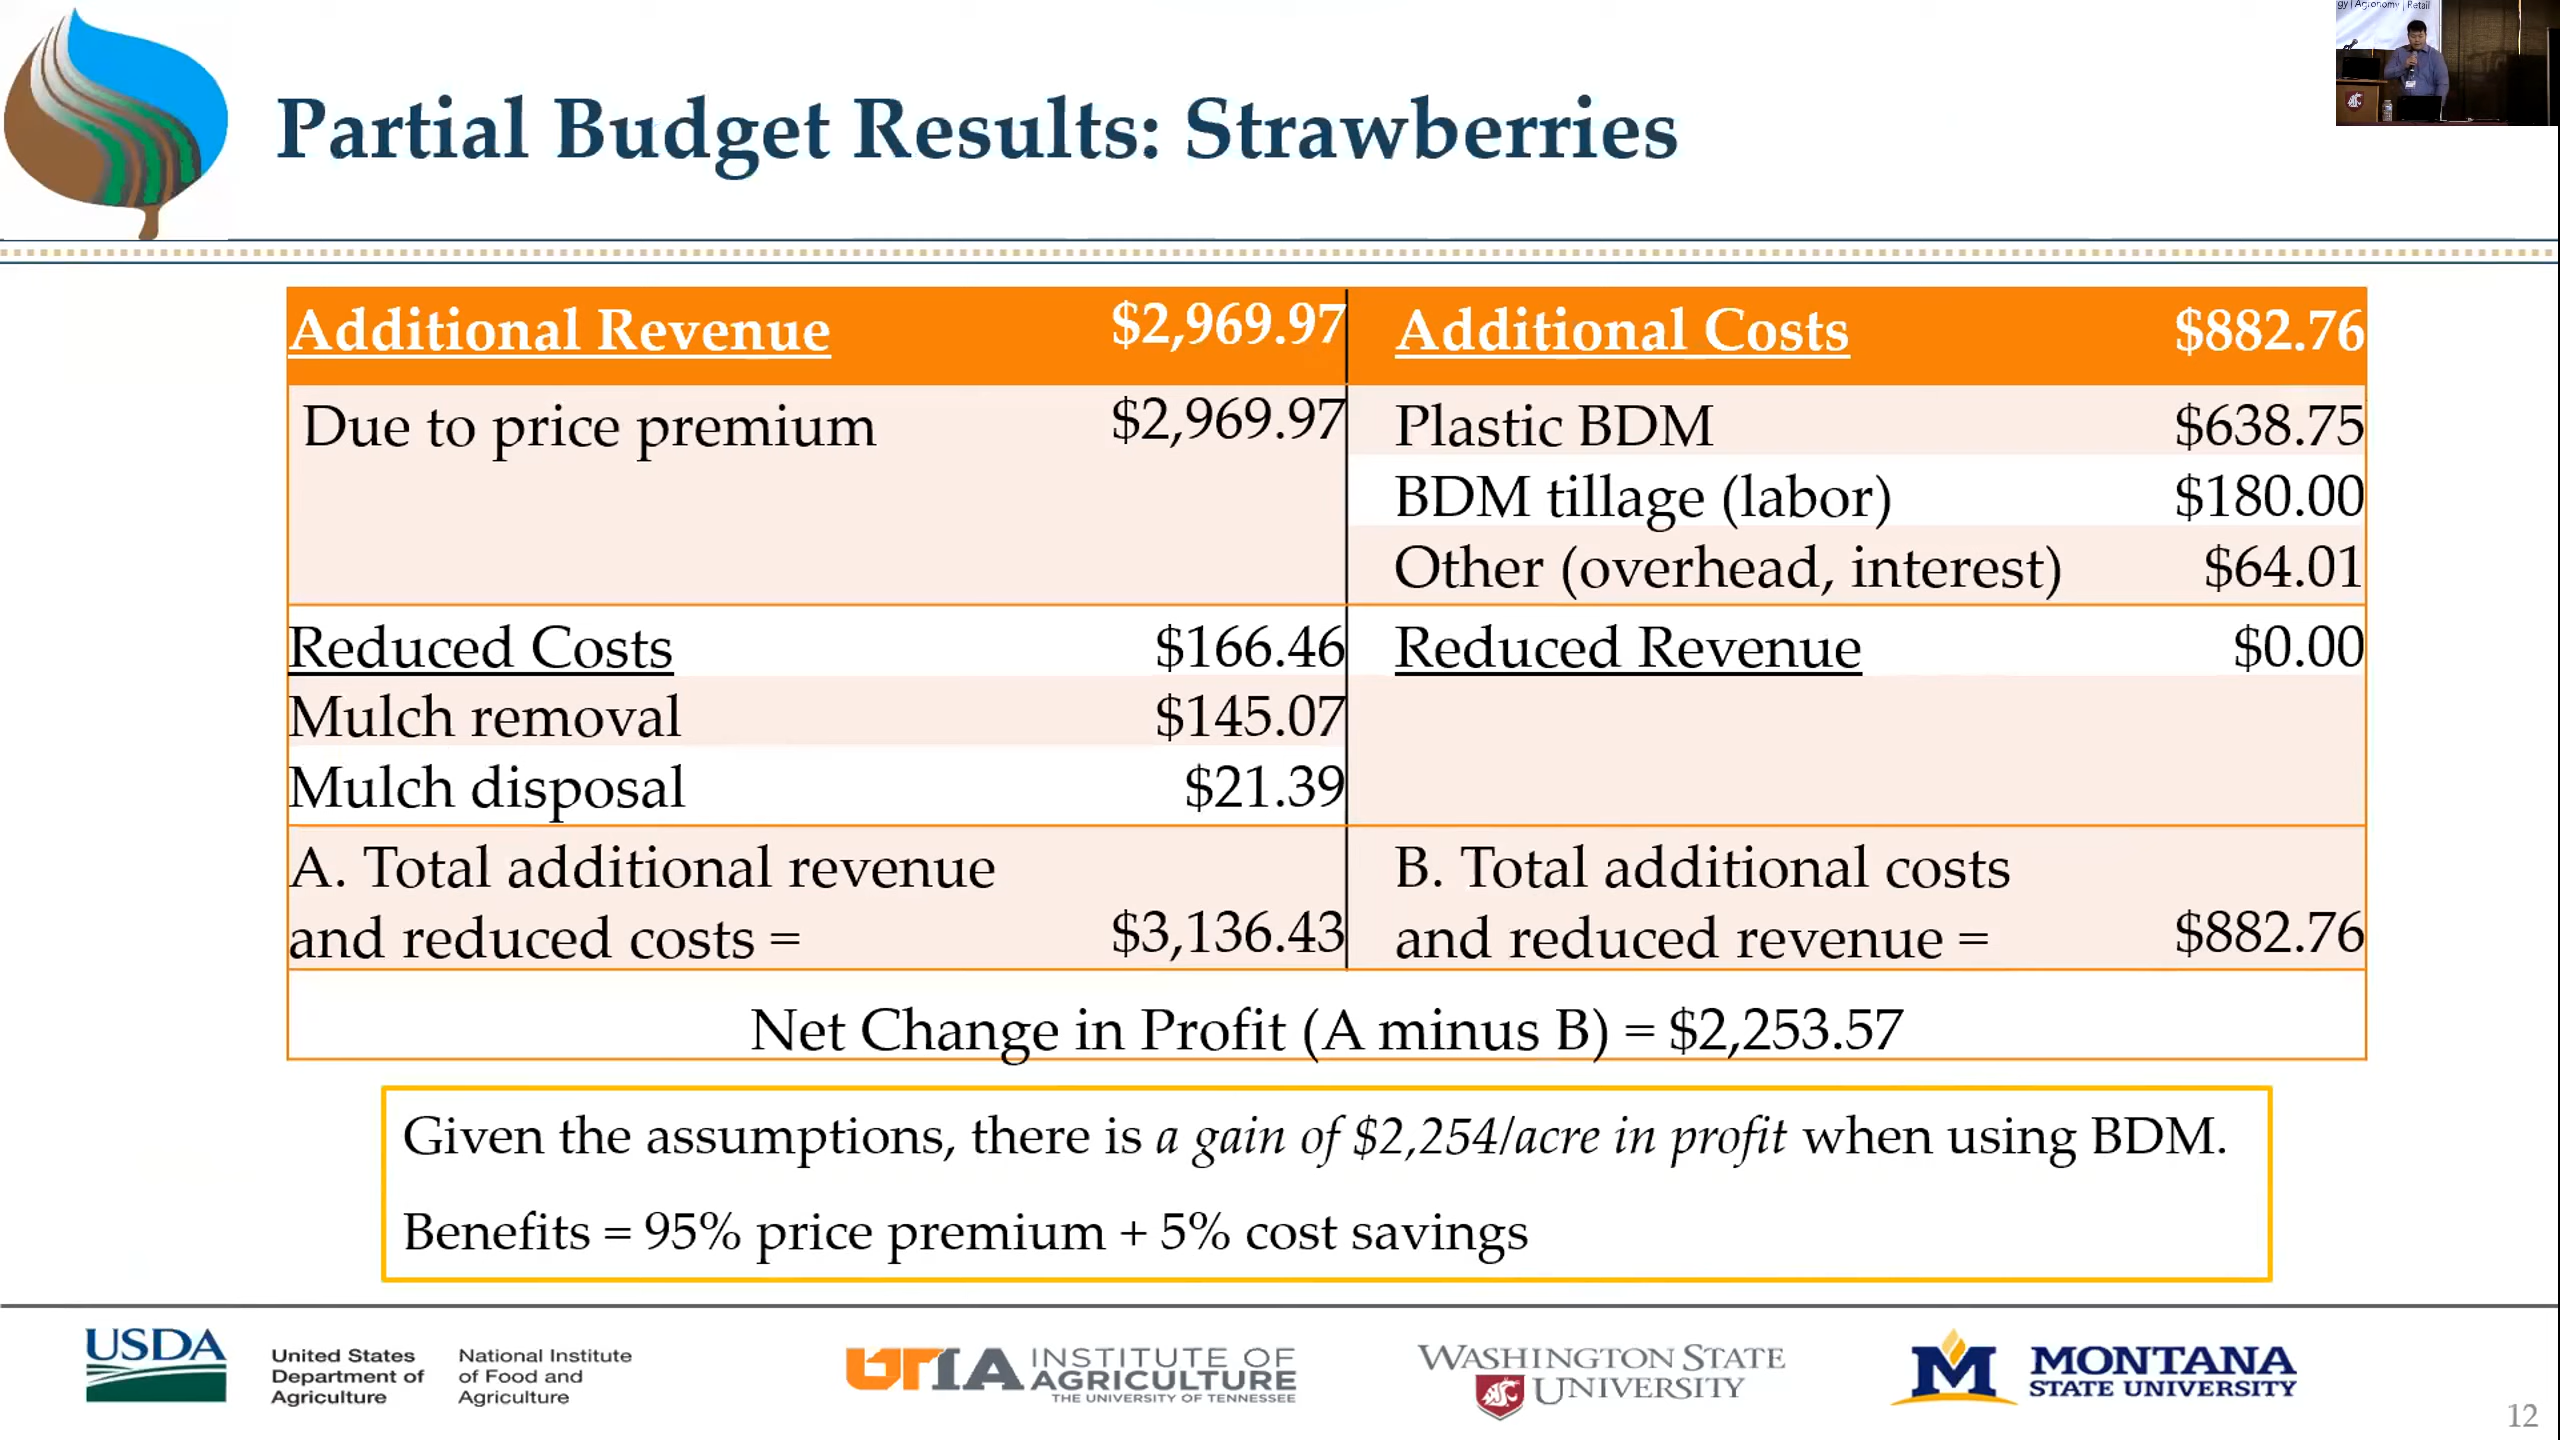 gy | Agronomy | Retail
Partial Budget Results: Strawberries
Additional Revenue $2,969.97 Additional Costs $882.76
Due to price premium $2,969.97 Plastic BDM $638.75
BDM tillage (labor) $180.00
Other (overhead, interest) $64.01
Reduced Costs $166.46 Reduced Revenue $0.00
Mulch removal $145.07
Mulch disposal $21.39
A. Total additional revenue
and reduced costs = $3,136.43
B. Total additional costs
and reduced revenue = $882.76
Net Change in Profit (A minus B) = $2,253.57
Given the assumptions, there is a gain of $2,254/acre in profit when using BDM.
Benefits = 95% price premium + 5% cost savings
USDA
United States
Department of
Agriculture
National Institute
of Food and
Agriculture
UTIA INSTITUTE OF
AGRICULTURE
THE UNIVERSITY OF TENNESSEE
WASHINGTON STATE
UNIVERSITY
M MONTANA
STATE UNIVERSITY
12